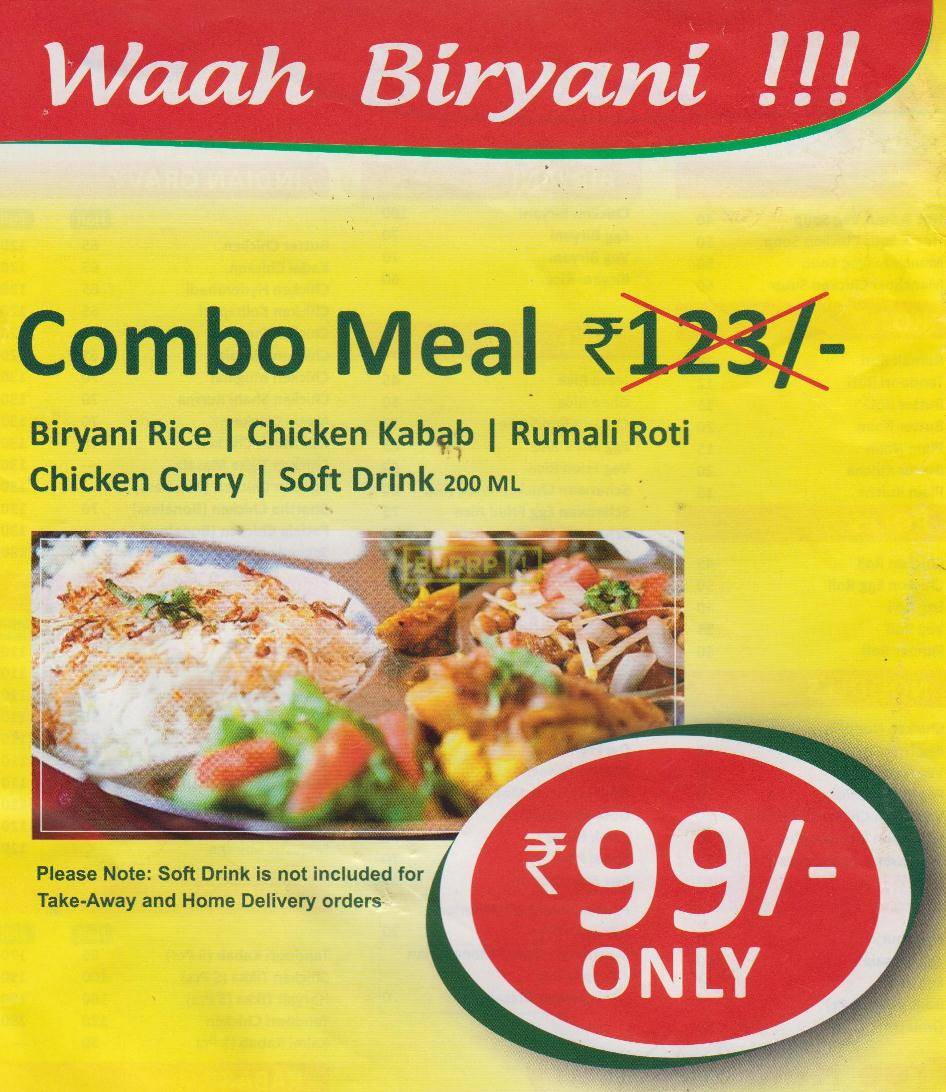 Waah Biryani !!!
Combo Meal ₹123/-
Biryani Rice | Chicken Kabab | Rumali Roti
Chicken Curry | Soft Drink 200 ML
BURRP!
Please Note: Soft Drink is not included for
Take-Away and Home Delivery orders
₹99/-
ONLY